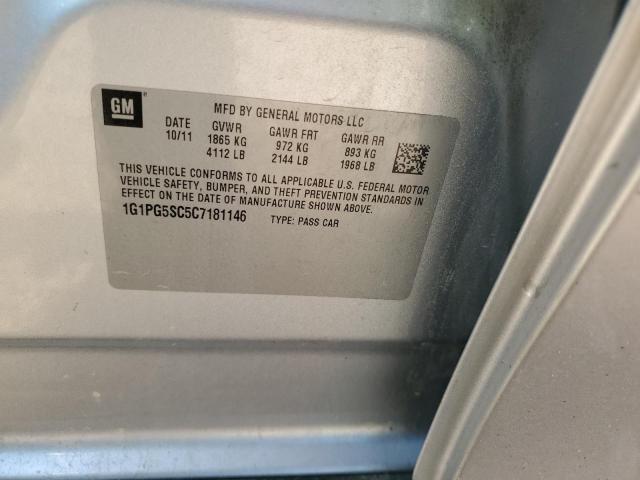 GM
MFD BY GENERAL MOTORS LLC
DATE GVWR GAWR FRT GAWR RR
10/11 1865 KG 972 KG 893 KG
4112 LB 2144 LB 1968 LB
THIS VEHICLE CONFORMS TO ALL APPLICABLE U.S. FEDERAL MOTOR
VEHICLE SAFETY, BUMPER, AND THEFT PREVENTION STANDARDS IN
EFFECT ON THE DATE OF MANUFACTURE SHOWN ABOVE.
1G1PG5SC5C7181146 TYPE: PASS CAR